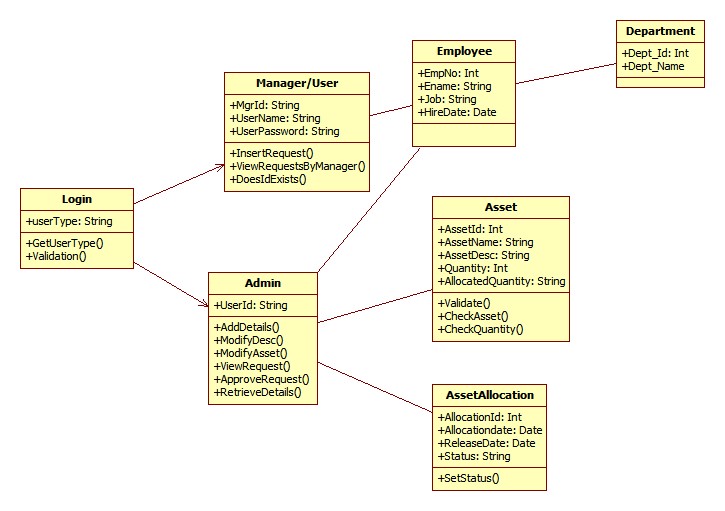 Department
+Dept_Id: Int
+Dept_Name
Employee
+EmpNo: Int
+Ename: String
+Job: String
+HireDate: Date
Manager/User
+MgrId: String
+UserName: String
+UserPassword: String
+InsertRequest()
+ViewRequestsByManager()
+DoesIdExists()
Login
+userType: String
+GetUserType()
+Validation()
Asset
+AssetId: Int
+AssetName: String
+AssetDesc: String
+Quantity: Int
+AllocatedQuantity: String
+Validate()
+CheckAsset()
+CheckQuantity()
Admin
+UserId: String
+AddDetails()
+ModifyDesc()
+ModifyAsset()
+ViewRequest()
+ApproveRequest()
+RetrieveDetails()
AssetAllocation
+AllocationId: Int
+Allocationdate: Date
+ReleaseDate: Date
+Status: String
+SetStatus()